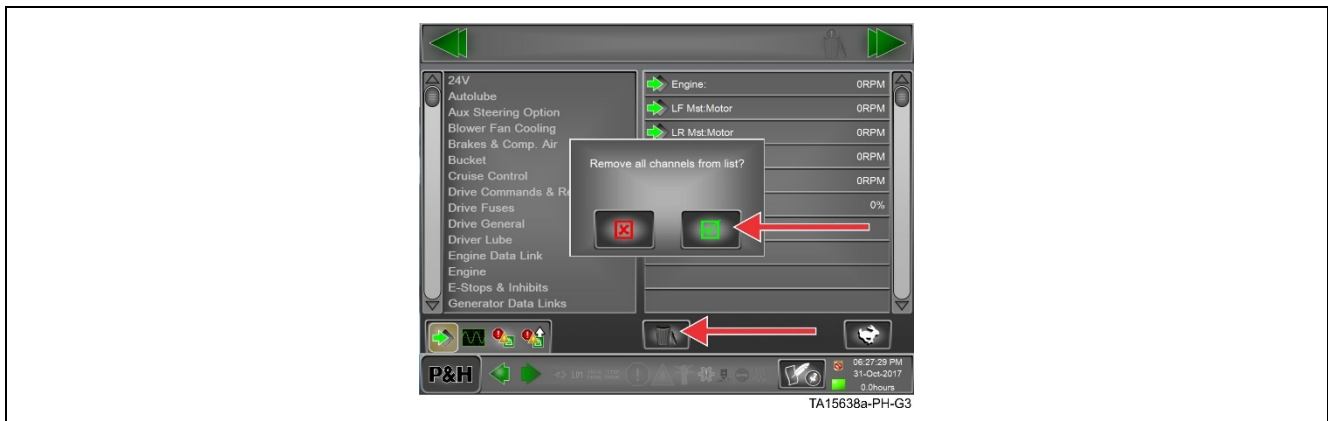 24V
Autolube
Aux Steering Option
Blower Fan Cooling
Brakes & Comp. Air
Bucket
Cruise Control
Drive Commands & Re
Drive Fuses
Drive General
Driver Lube
Engine Data Link
Engine
E-Stops & Inhibits
Generator Data Links
Engine: 0RPM
LF Mst:Motor 0RPM
LR Mst:Motor 0RPM
0RPM
0RPM
0%
Remove all channels from list?
P&H
06:27:29 PM
31-Oct-2017
0.0hours
TA15638a-PH-G3